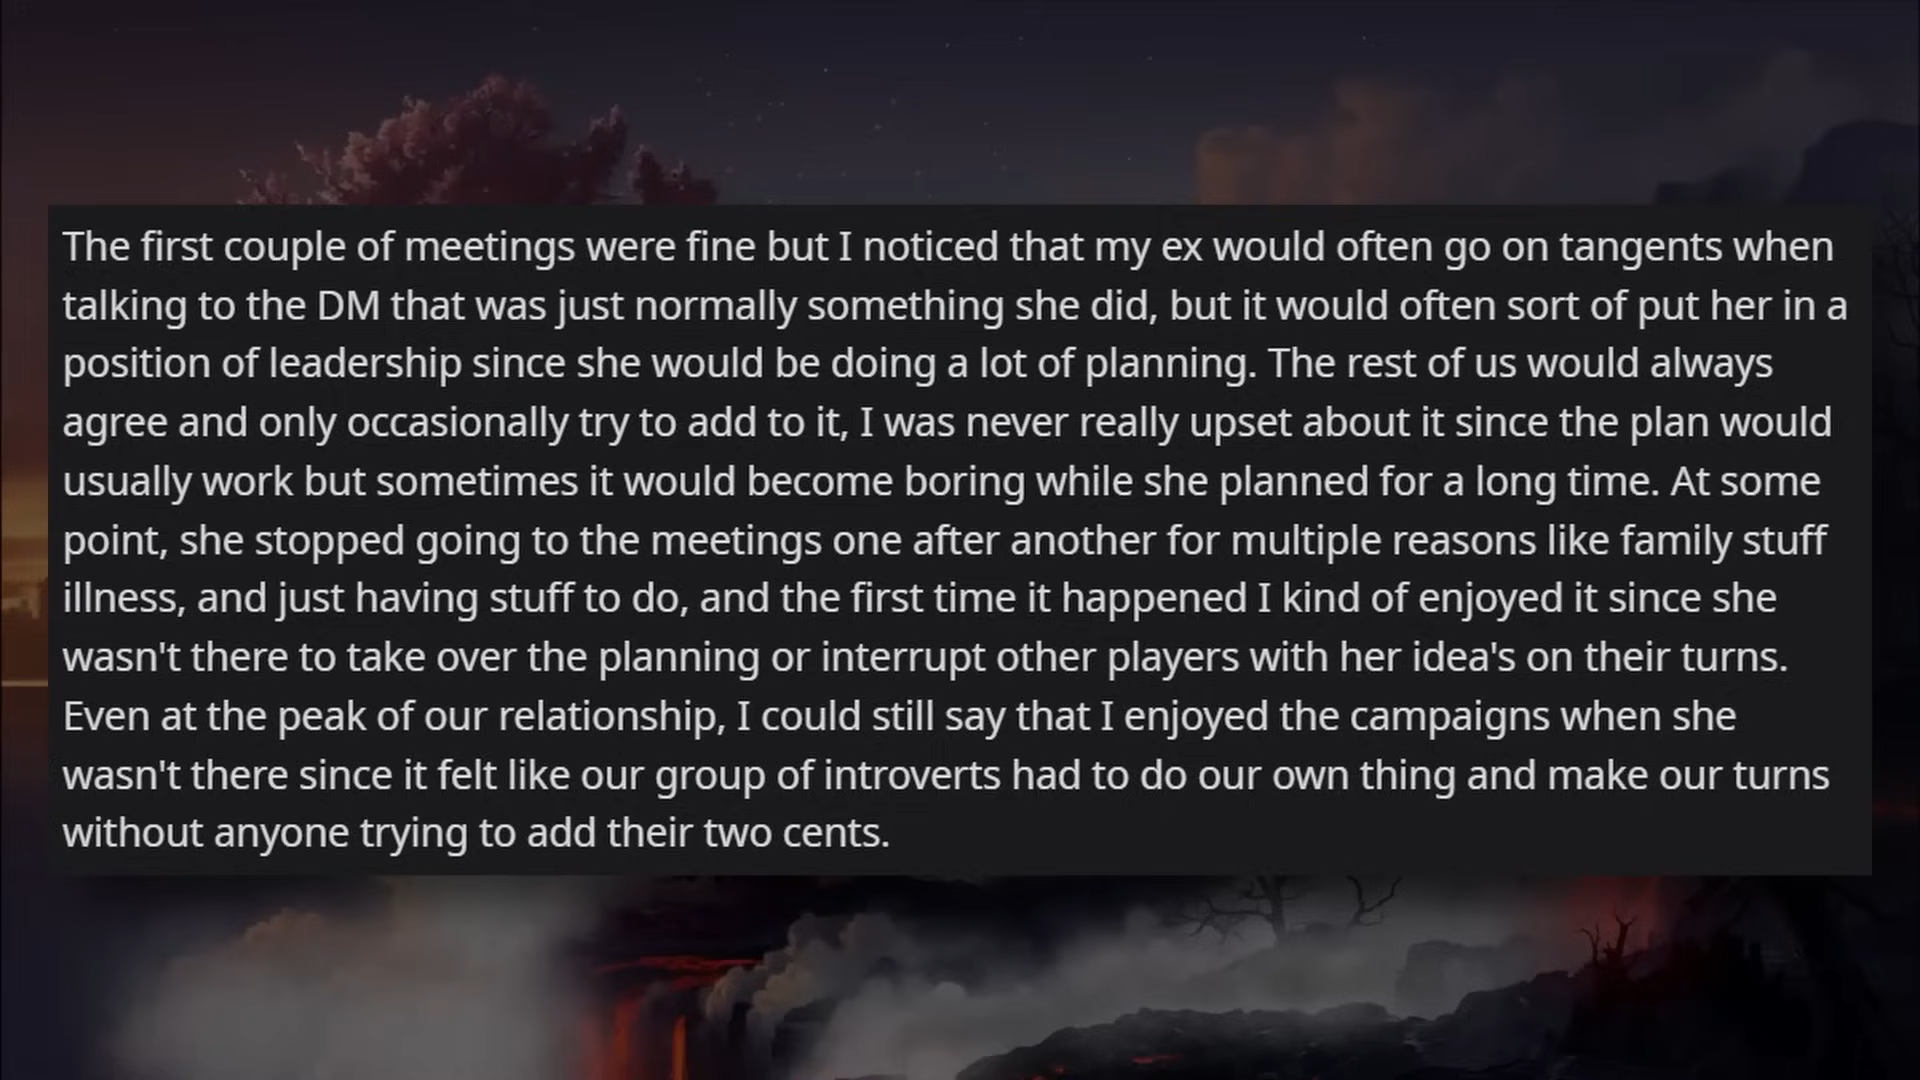 The first couple of meetings were fine but I noticed that my ex would often go on tangents when
talking to the DM that was just normally something she did, but it would often sort of put her in a
position of leadership since she would be doing a lot of planning. The rest of us would always
agree and only occasionally try to add to it, I was never really upset about it since the plan would
usually work but sometimes it would become boring while she planned for a long time. At some
point, she stopped going to the meetings one after another for multiple reasons like family stuff
illness, and just having stuff to do, and the first time it happened I kind of enjoyed it since she
wasn't there to take over the planning or interrupt other players with her idea's on their turns.
Even at the peak of our relationship, I could still say that I enjoyed the campaigns when she
wasn't there since it felt like our group of introverts had to do our own thing and make our turns
without anyone trying to add their two cents.